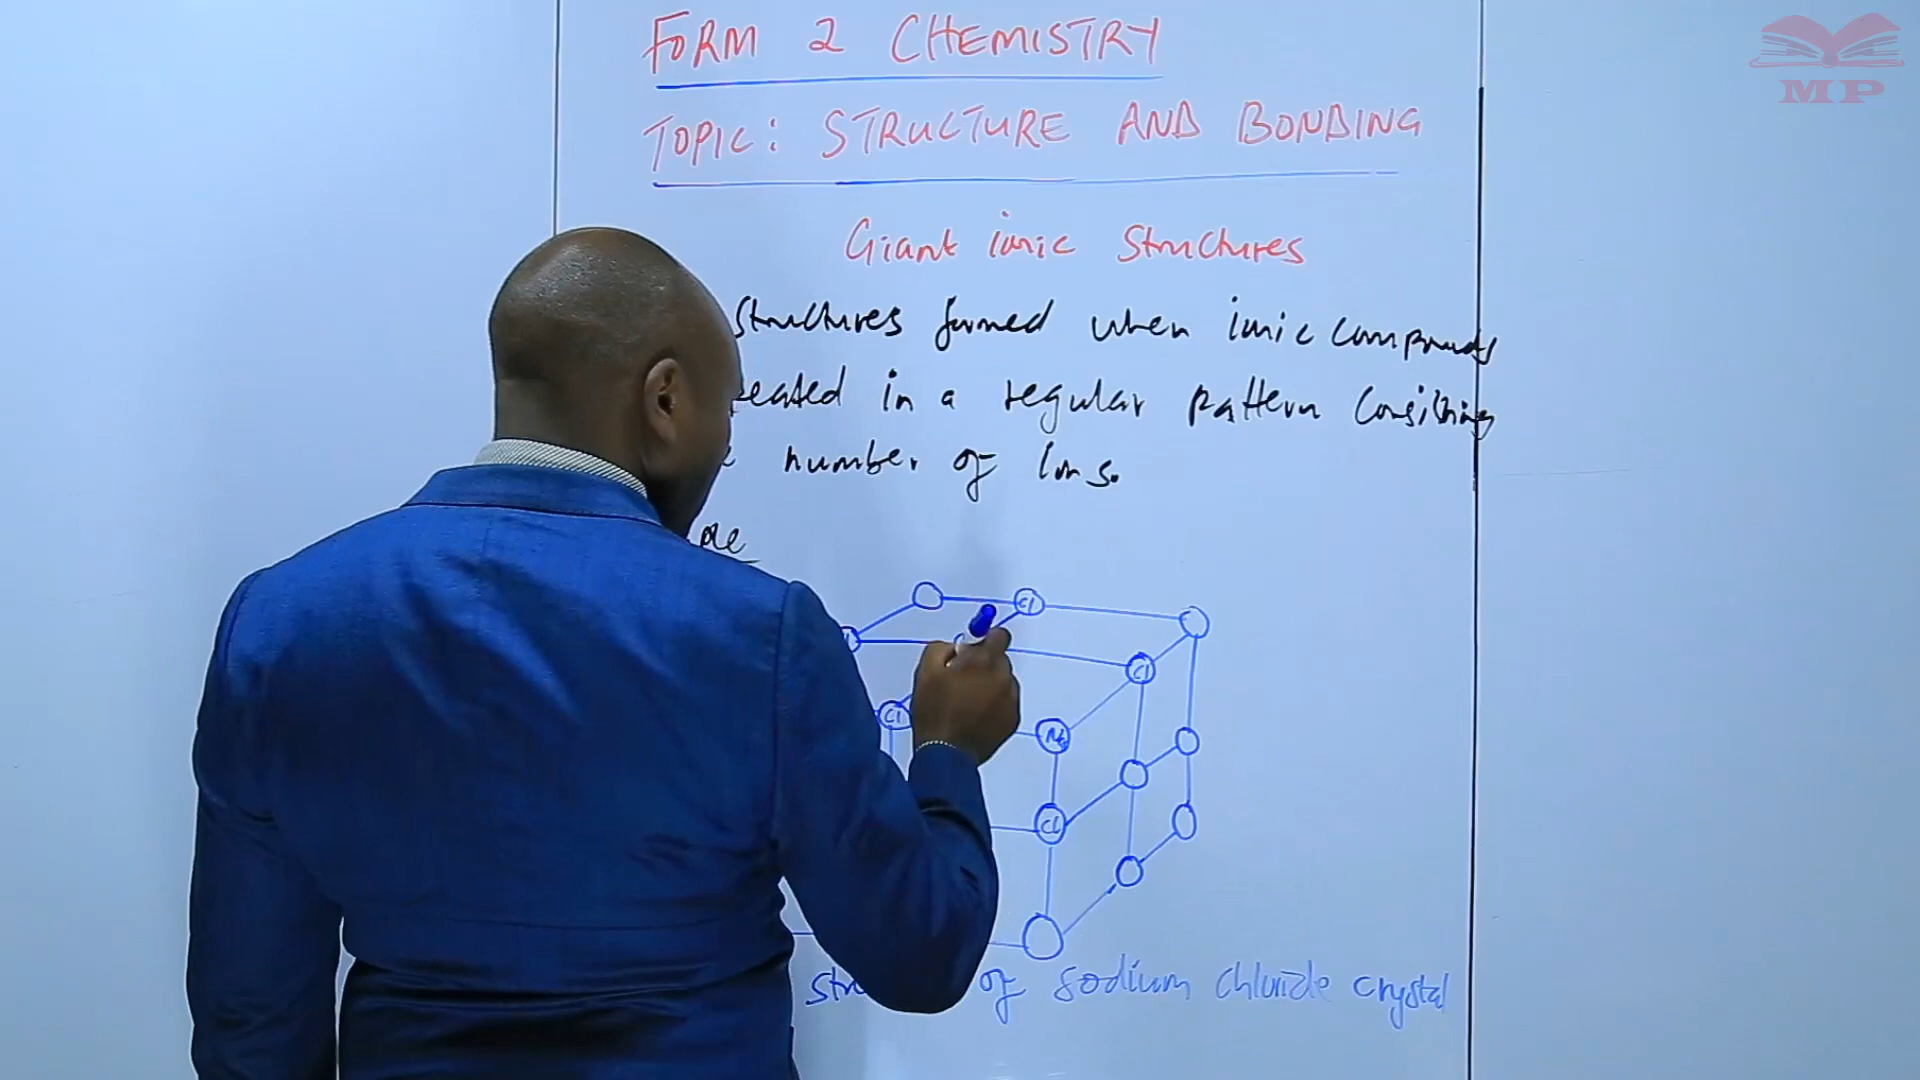 MP
FORM 2 CHEMISTRY
TOPIC: STRUCTURE AND BONDING
Giant ionic structures
Structures formed when ionic compounds
peated in a regular pattern consisting
number of ions.
Cl
Cl
Cl
Na
Cl
of sodium chloride crystal